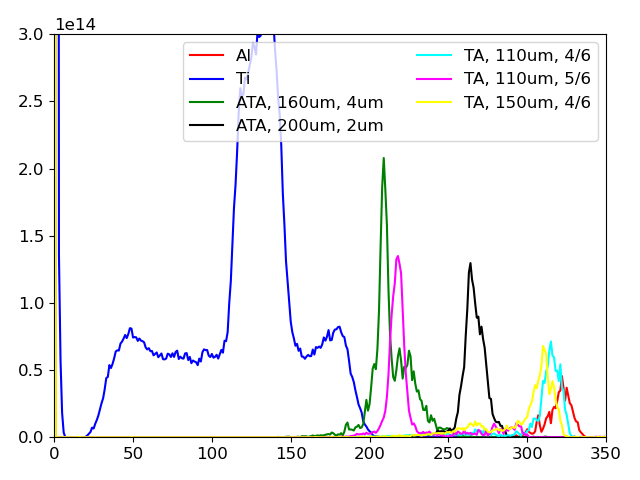 1e14
3.0
2.5
2.0
1.5
1.0
0.5
0.0
Al
Ti
ATA, 160um, 4um
ATA, 200um, 2um
TA, 110um, 4/6
TA, 110um, 5/6
TA, 150um, 4/6
0 50 100 150 200 250 300 350